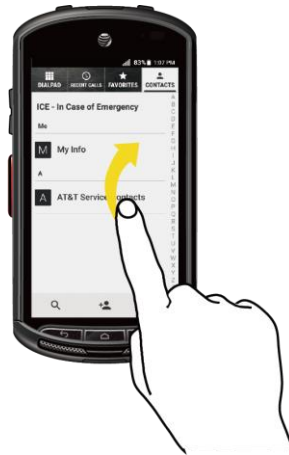 83% 1:07 PM
DIALPAD RECENT CALLS FAVORITES CONTACTS
ICE - In Case of Emergency
Me
M My Info
A
A AT&T Service Contacts
A
B
C
D
E
F
G
H
I
J
K
L
M
N
O
P
Q
R
S
T
U
V
W
X
Y
Z